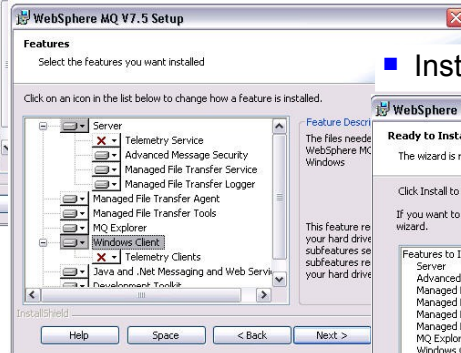 WebSphere MQ V7.5 Setup
Features
Select the features you want installed
Click on an icon in the list below to change how a feature is installed.
Server
Telemetry Service
Advanced Message Security
Managed File Transfer Service
Managed File Transfer Logger
Managed File Transfer Agent
Managed File Transfer Tools
MQ Explorer
Windows Client
Telemetry Clients
Java and .Net Messaging and Web Servi
Development Toolkit
Feature Descri
The files neede
WebSphere MQ
Windows
This feature re
your hard drive
subfeatures se
subfeatures re
your hard drive
InstallShield
Help
Space
< Back
Next >
Inst
WebSphere
Ready to Insta
The wizard is r
Click Install to
If you want to
wizard.
Features to I
Server
Advanced
Managed
Managed
Managed
Managed
MQ Explor
Windows C